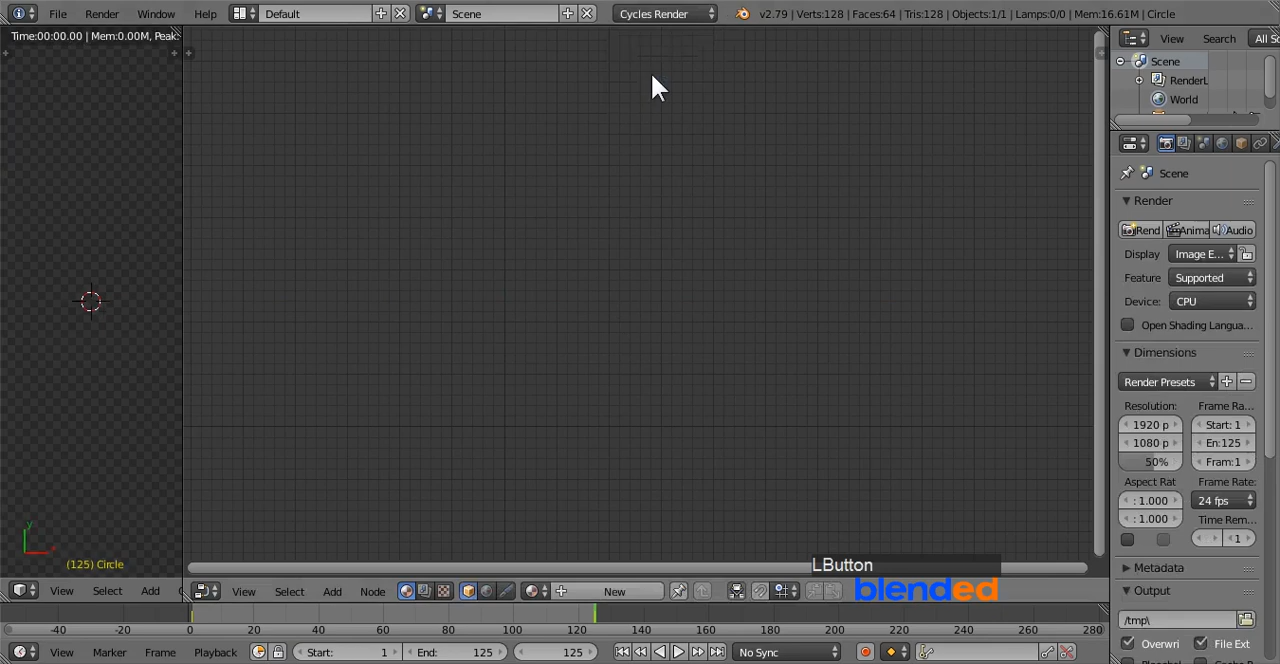 File Render Window Help Default Scene Cycles Render v2.79 | Verts:128 | Faces:64 | Tris:128 | Objects:1/1 | Lamps:0/0 | Mem:16.61M | Circle
Time:00:00.00 | Mem:0.00M, Peak:
View Search All Sc
Scene
RenderL
World
Scene
Render
Rend Anima Audio
Display Image E...
Feature Supported
Device: CPU
Open Shading Langua...
Dimensions
Render Presets
Resolution: Frame Ra...
1920 p Start: 1
1080 p En:125
50% Fram:1
Aspect Rat Frame Rate:
: 1.000 24 fps
: 1.000 Time Rem...
1
Metadata
Output
/tmp\
Overwri File Ext
y
(125) Circle
LButton
blended
View Select Add
View Select Add Node New
-40 -20 0 20 40 60 80 100 120 140 160 180 200 220 240 260 280
View Marker Frame Playback Start: 1 End: 125 125 No Sync